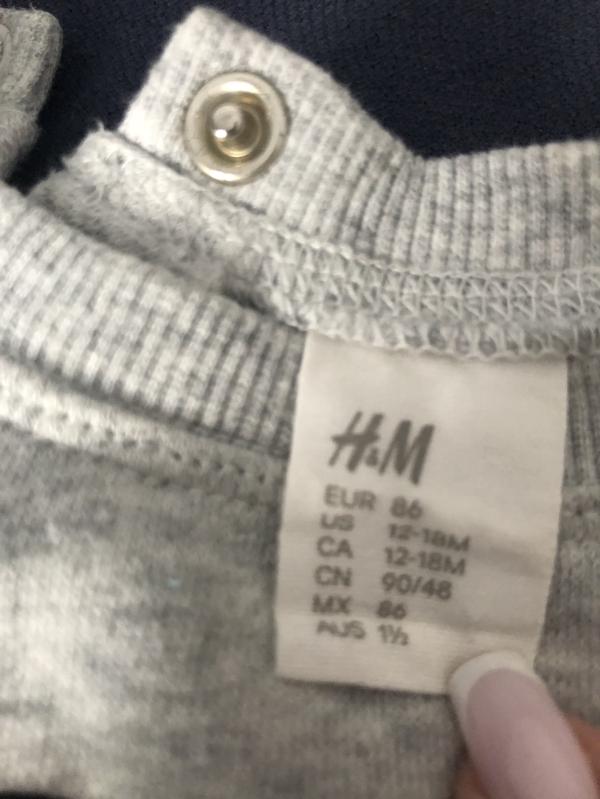 H&M
EUR 86
US 12-18M
CA 12-18M
CN 90/48
MX 86
AUS 1½